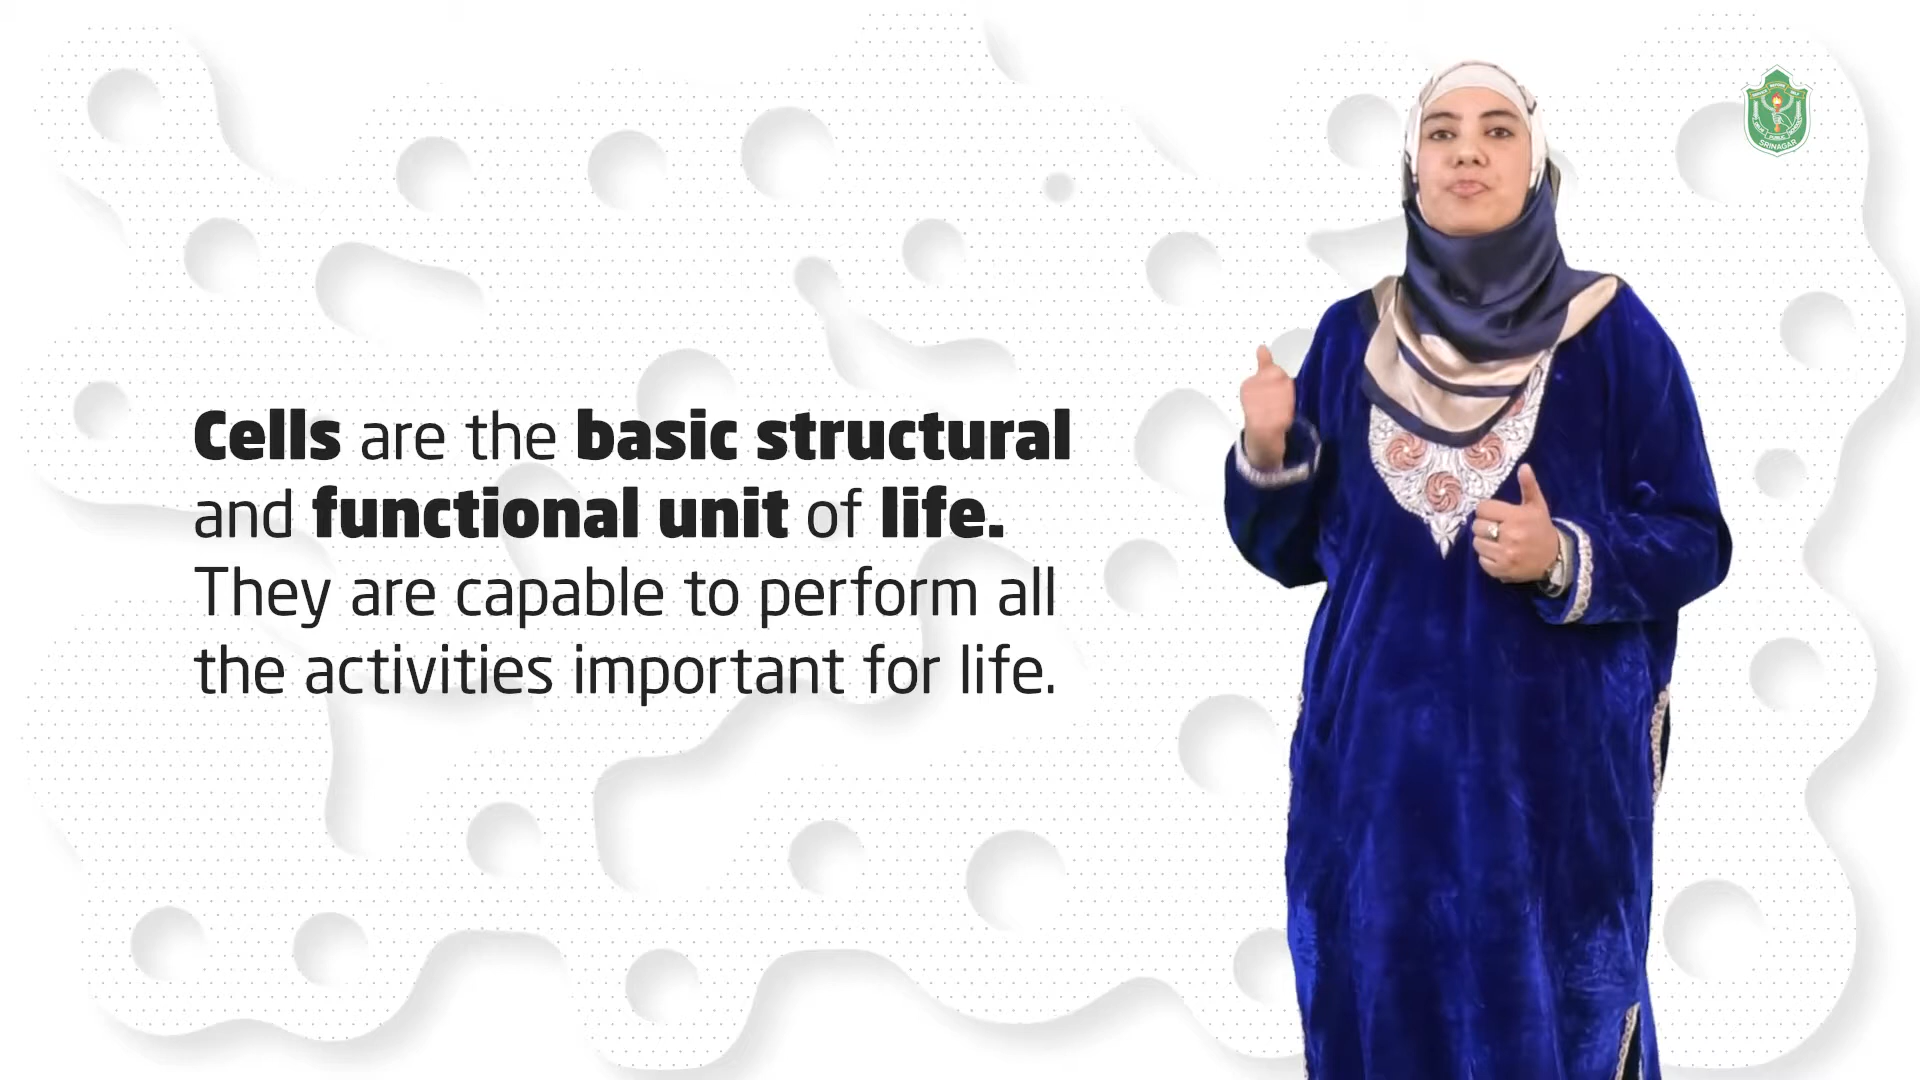 Cells are the basic structural
and functional unit of life.
They are capable to perform all
the activities important for life.
SRINAGAR